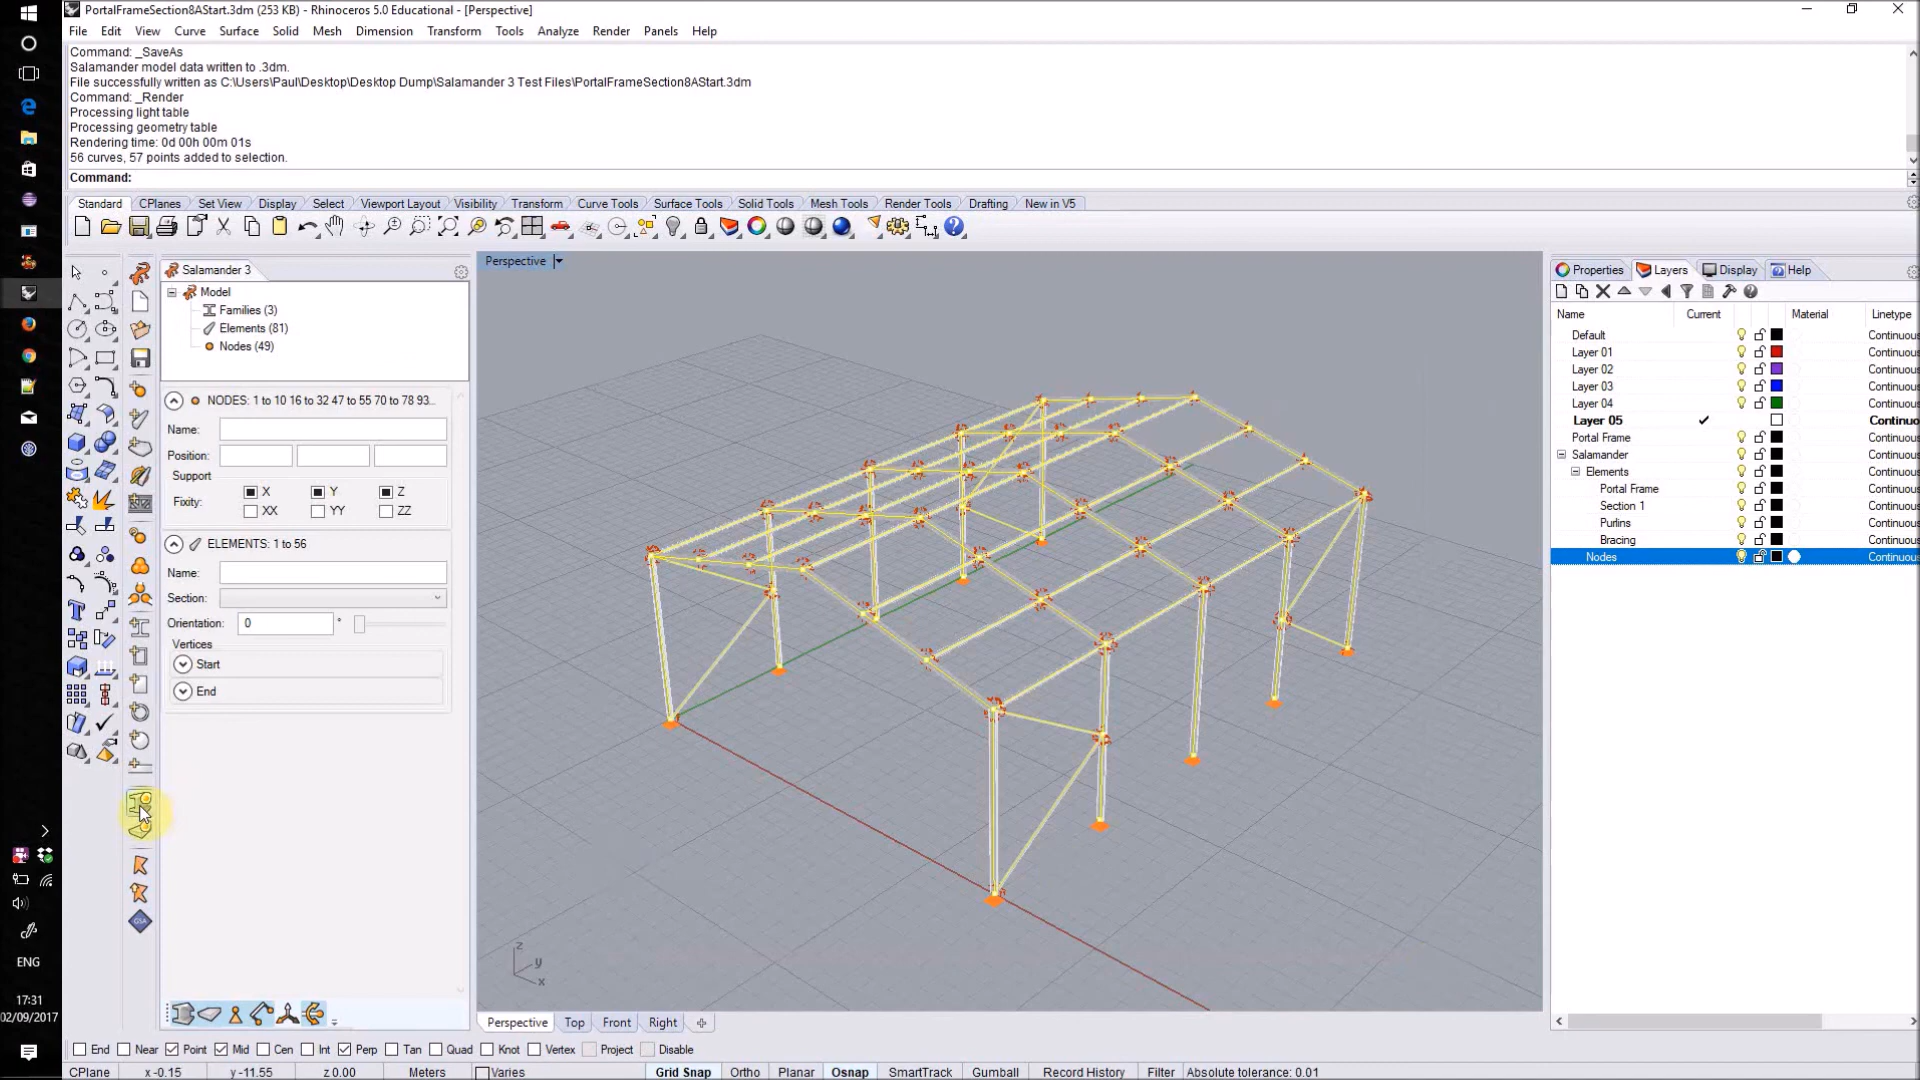 PortalFrameSection8AStart.3dm (253 KB) - Rhinoceros 5.0 Educational - [Perspective]
File Edit View Curve Surface Solid Mesh Dimension Transform Tools Analyze Render Panels Help
Command: _SaveAs
Salamander model data written to .3dm.
File successfully written as C:\Users\Paul\Desktop\Desktop Dump\Salamander 3 Test Files\PortalFrameSection8AStart.3dm
Command: _Render
Processing light table
Processing geometry table
Rendering time: 0d 00h 00m 01s
56 curves, 57 points added to selection.
Command:
Standard CPlanes Set View Display Select Viewport Layout Visibility Transform Curve Tools Surface Tools Solid Tools Mesh Tools Render Tools Drafting New in V5
Salamander 3
Model
Families (3)
Elements (81)
Nodes (49)
NODES: 1 to 10 16 to 32 47 to 55 70 to 78 93...
Name:
Position:
Support
Fixity: X Y Z
XX YY ZZ
ELEMENTS: 1 to 56
Name:
Section:
Orientation: 0 °
Vertices
Start
End
Perspective
z
y
x
Perspective Top Front Right
Properties Layers Display Help
Name Current Material Linetype
Default Continuous
Layer 01 Continuous
Layer 02 Continuous
Layer 03 Continuous
Layer 04 Continuous
Layer 05 Continuo
Portal Frame Continuous
Salamander Continuous
Elements Continuous
Portal Frame Continuous
Section 1 Continuous
Purlins Continuous
Bracing Continuous
Nodes Continuous
ENG
17:31
02/09/2017
GSA
End Near Point Mid Cen Int Perp Tan Quad Knot Vertex Project Disable
CPlane x -0.15 y -11.55 z 0.00 Meters Varies Grid Snap Ortho Planar Osnap SmartTrack Gumball Record History Filter Absolute tolerance: 0.01